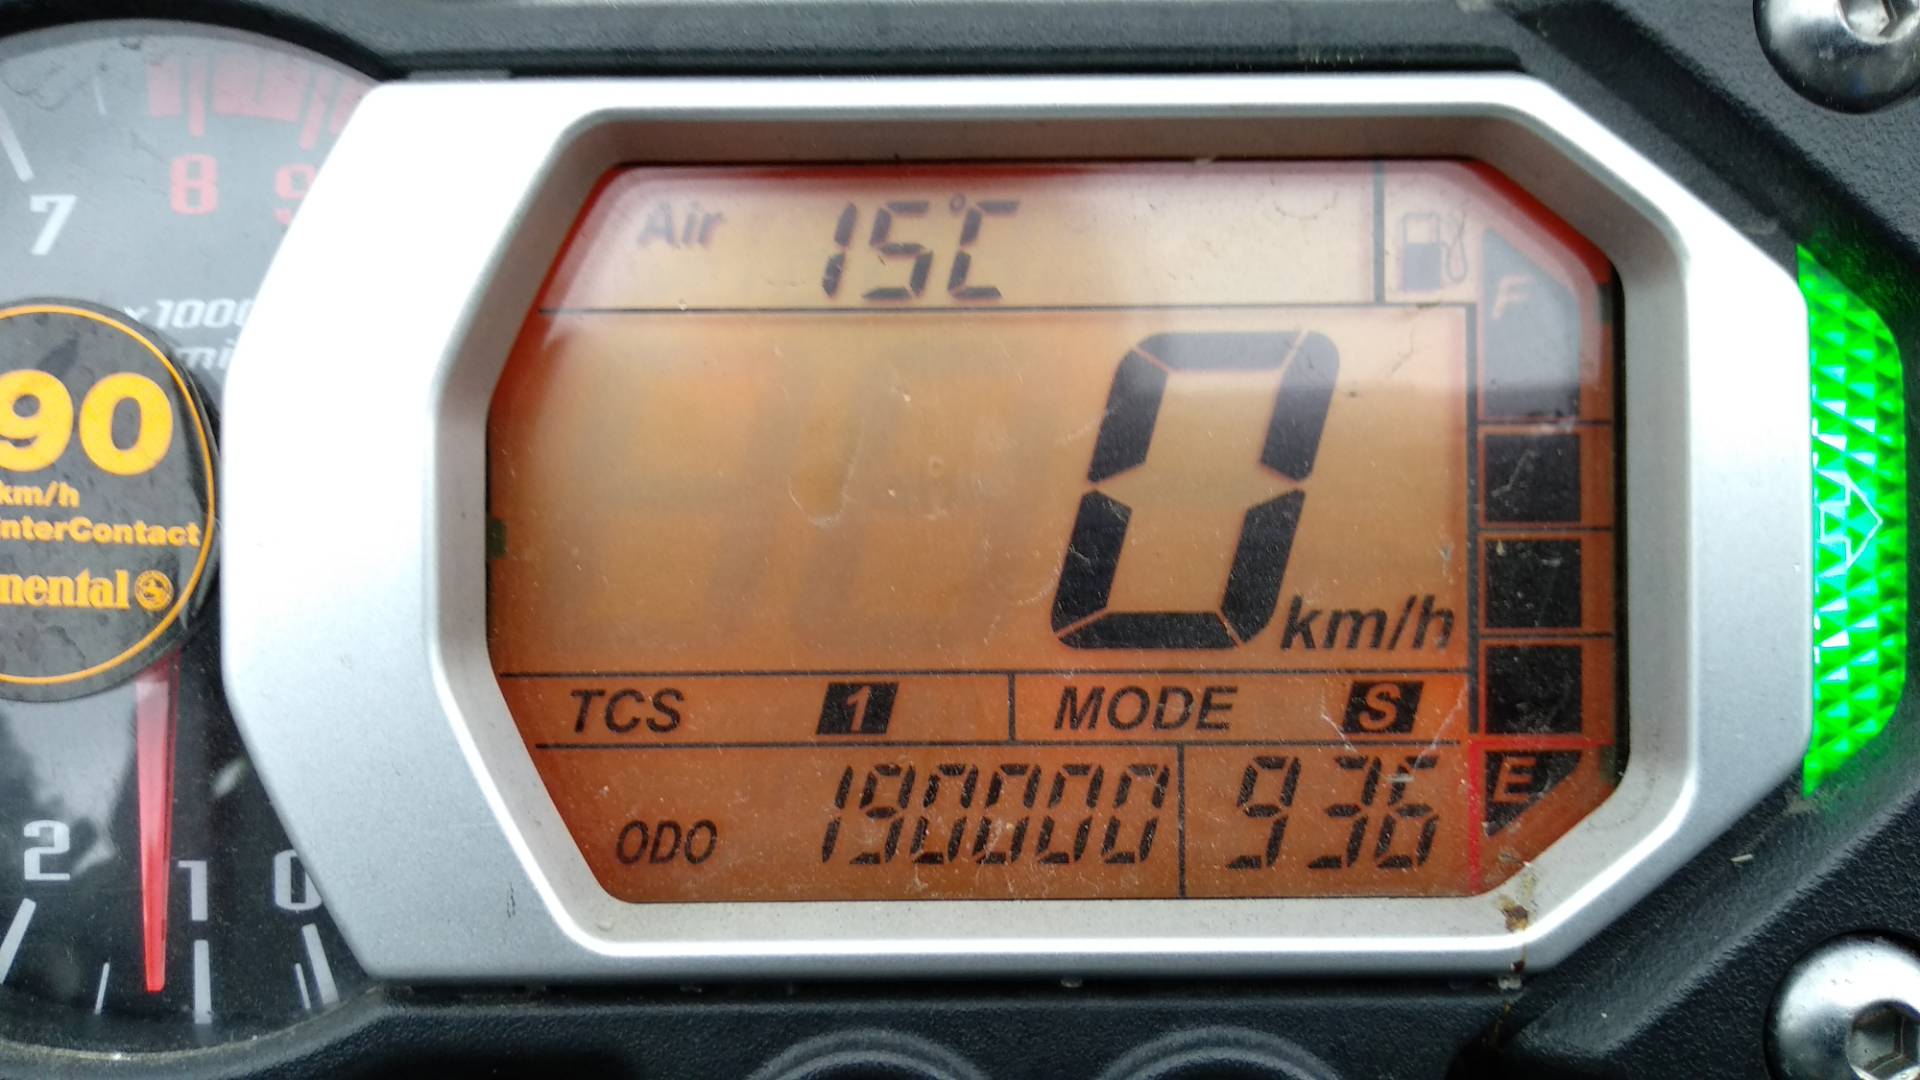 8 9
7
x1000
Air 15°C
F
90
km/h
nterContact
nental
0 km/h
TCS 1 MODE S
ODO 190000 936 E
2 1 0